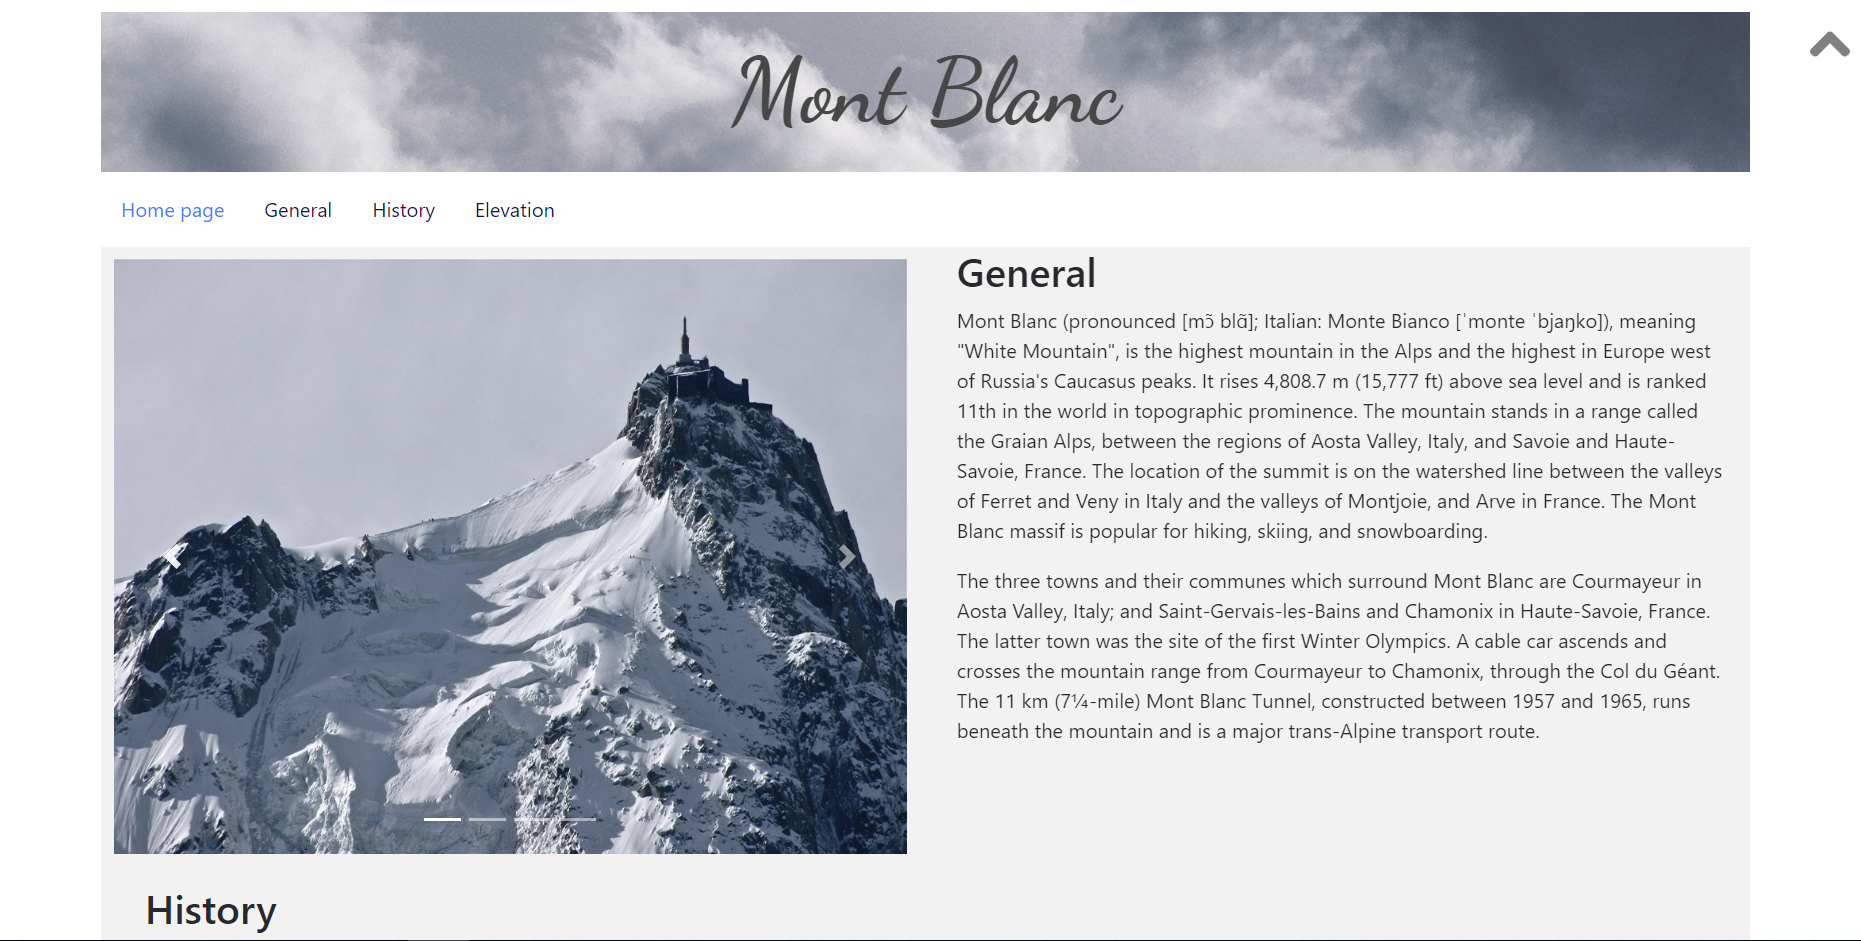 Mont Blanc
Home page General History Elevation
General
Mont Blanc (pronounced [mɔ̃ blɑ̃]; Italian: Monte Bianco [ˈmonte ˈbjaŋko]), meaning
"White Mountain", is the highest mountain in the Alps and the highest in Europe west
of Russia's Caucasus peaks. It rises 4,808.7 m (15,777 ft) above sea level and is ranked
11th in the world in topographic prominence. The mountain stands in a range called
the Graian Alps, between the regions of Aosta Valley, Italy, and Savoie and Haute-
Savoie, France. The location of the summit is on the watershed line between the valleys
of Ferret and Veny in Italy and the valleys of Montjoie, and Arve in France. The Mont
Blanc massif is popular for hiking, skiing, and snowboarding.
The three towns and their communes which surround Mont Blanc are Courmayeur in
Aosta Valley, Italy; and Saint-Gervais-les-Bains and Chamonix in Haute-Savoie, France.
The latter town was the site of the first Winter Olympics. A cable car ascends and
crosses the mountain range from Courmayeur to Chamonix, through the Col du Géant.
The 11 km (7¼-mile) Mont Blanc Tunnel, constructed between 1957 and 1965, runs
beneath the mountain and is a major trans-Alpine transport route.
History